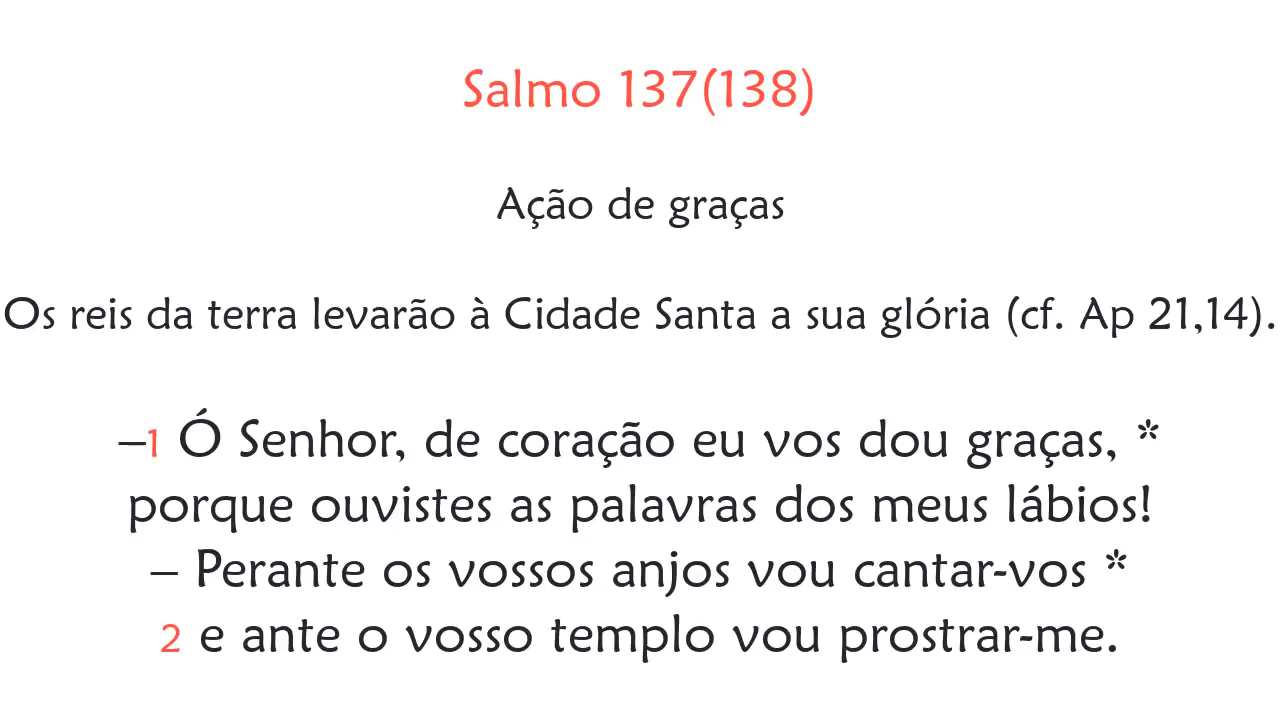 Salmo 137(138)
Ação de graças
Os reis da terra levarão à Cidade Santa a sua glória (cf. Ap 21,14).
–1 Ó Senhor, de coração eu vos dou graças, *
porque ouvistes as palavras dos meus lábios!
– Perante os vossos anjos vou cantar-vos *
2 e ante o vosso templo vou prostrar-me.